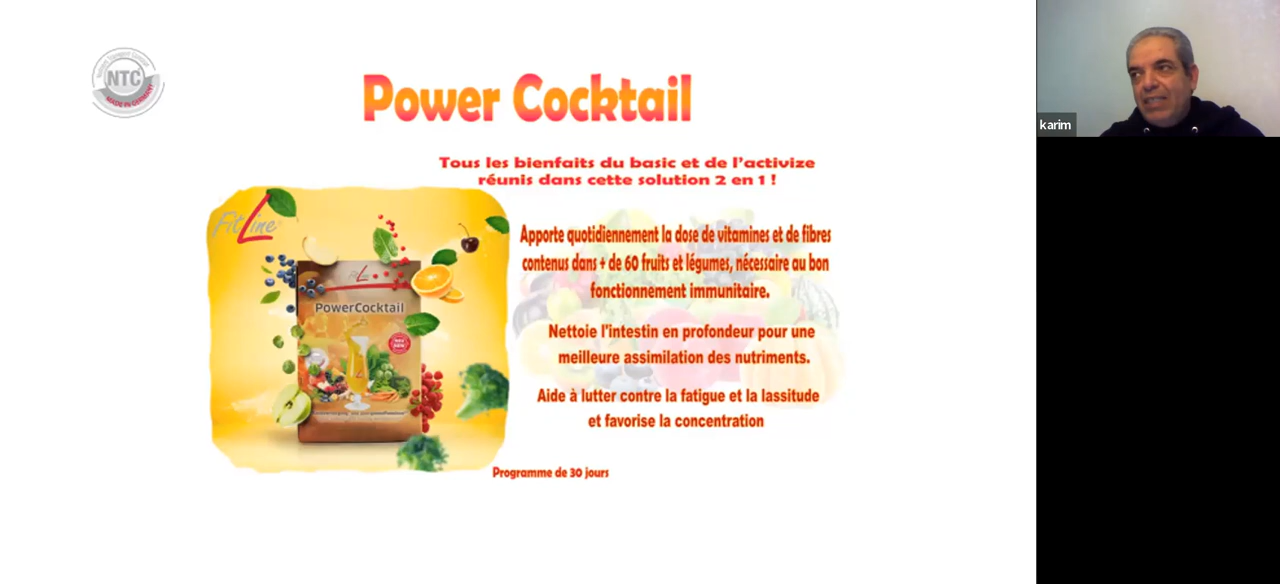 NTC
MADE IN GERMANY
Power Cocktail
Tous les bienfaits du basic et de l'activize
réunis dans cette solution 2 en 1 !
FitLine
PowerCocktail
Apporte quotidiennement la dose de vitamines et de fibres
contenus dans + de 60 fruits et légumes, nécessaire au bon
fonctionnement immunitaire.
Nettoie l'intestin en profondeur pour une
meilleure assimilation des nutriments.
Aide à lutter contre la fatigue et la lassitude
et favorise la concentration
Programme de 30 jours
karim